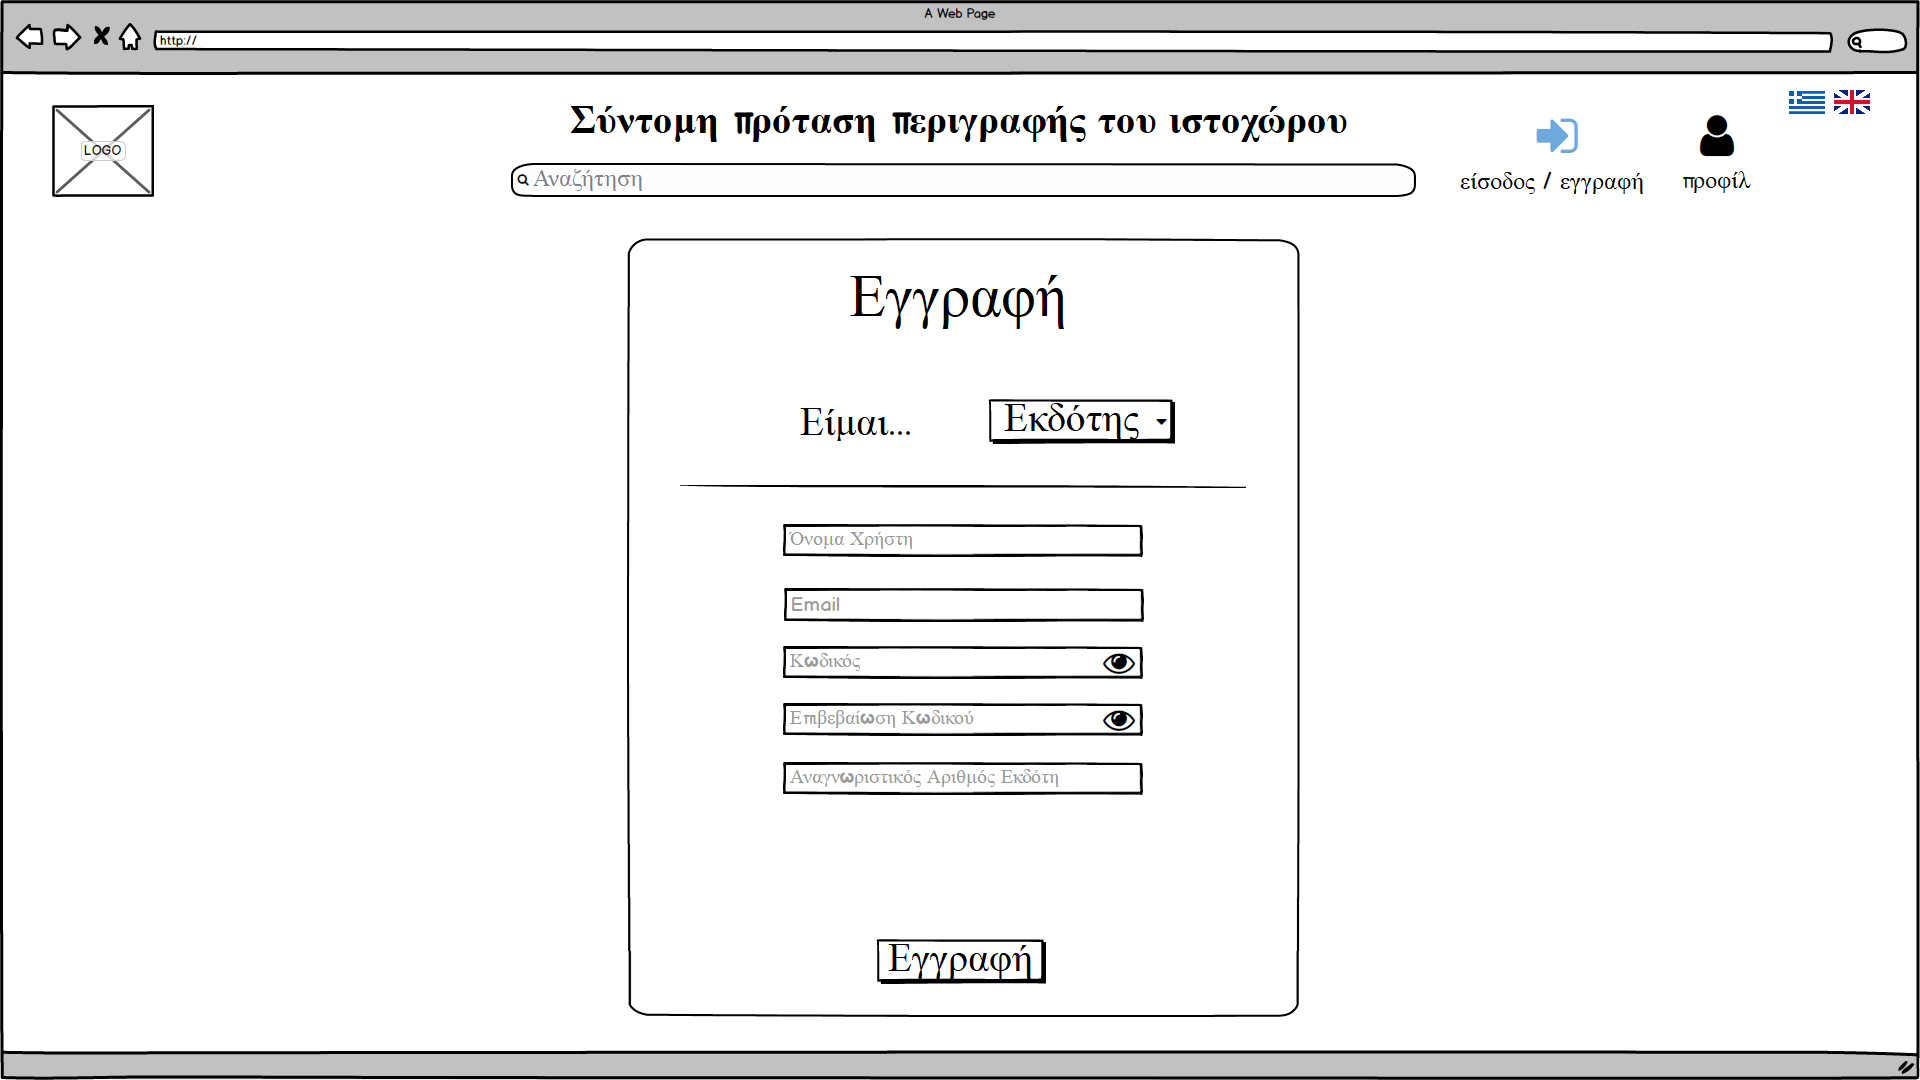 A Web Page
http://
LOGO
Σύντομη πρόταση περιγραφής του ιστοχώρου
Αναζήτηση
είσοδος / εγγραφή
προφίλ
Εγγραφή
Είμαι...
Εκδότης
Όνομα Χρήστη
Email
Κωδικός
Επιβεβαίωση Κωδικού
Αναγνωριστικός Αριθμός Εκδότη
Εγγραφή